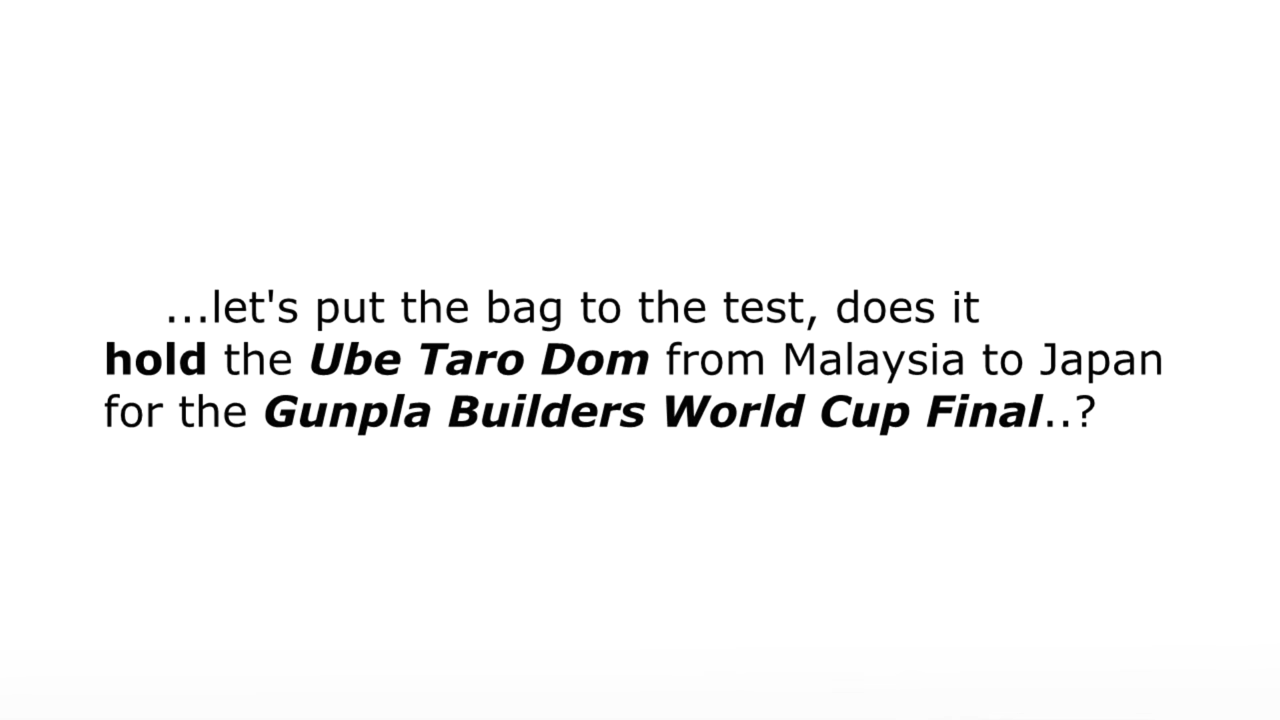 ...let's put the bag to the test, does it
hold the Ube Taro Dom from Malaysia to Japan
for the Gunpla Builders World Cup Final..?